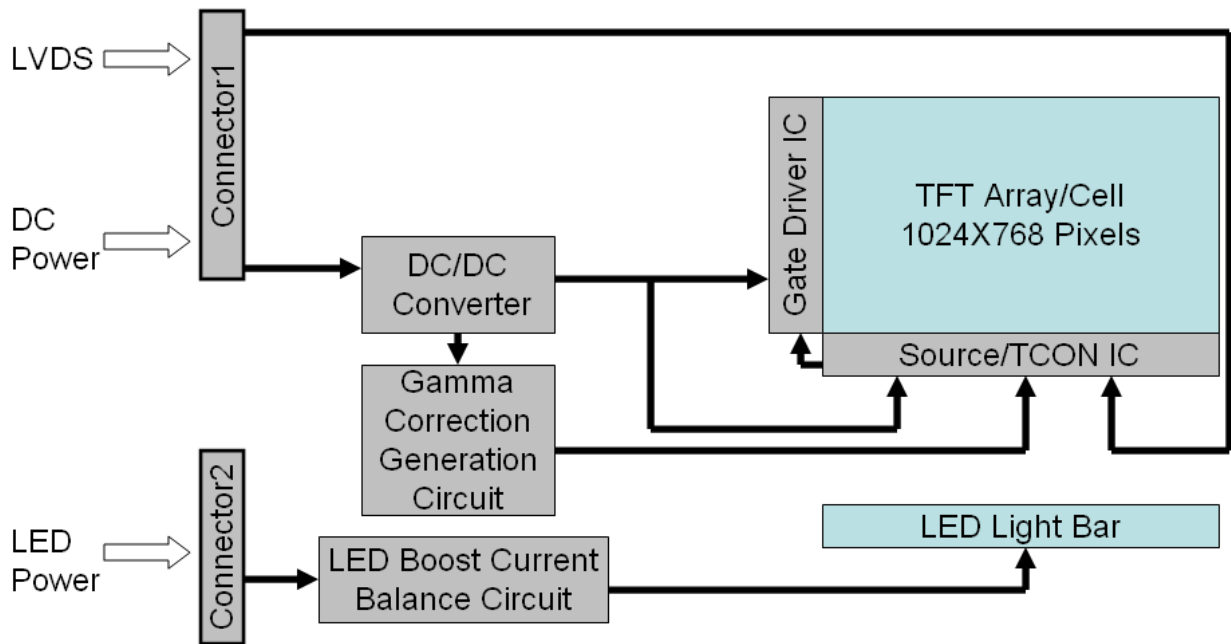 LVDS
Connector1
DC
Power
DC/DC
Converter
Gate Driver IC
TFT Array/Cell
1024X768 Pixels
Source/TCON IC
Gamma
Correction
Generation
Circuit
Connector2
LED
Power
LED Boost Current
Balance Circuit
LED Light Bar